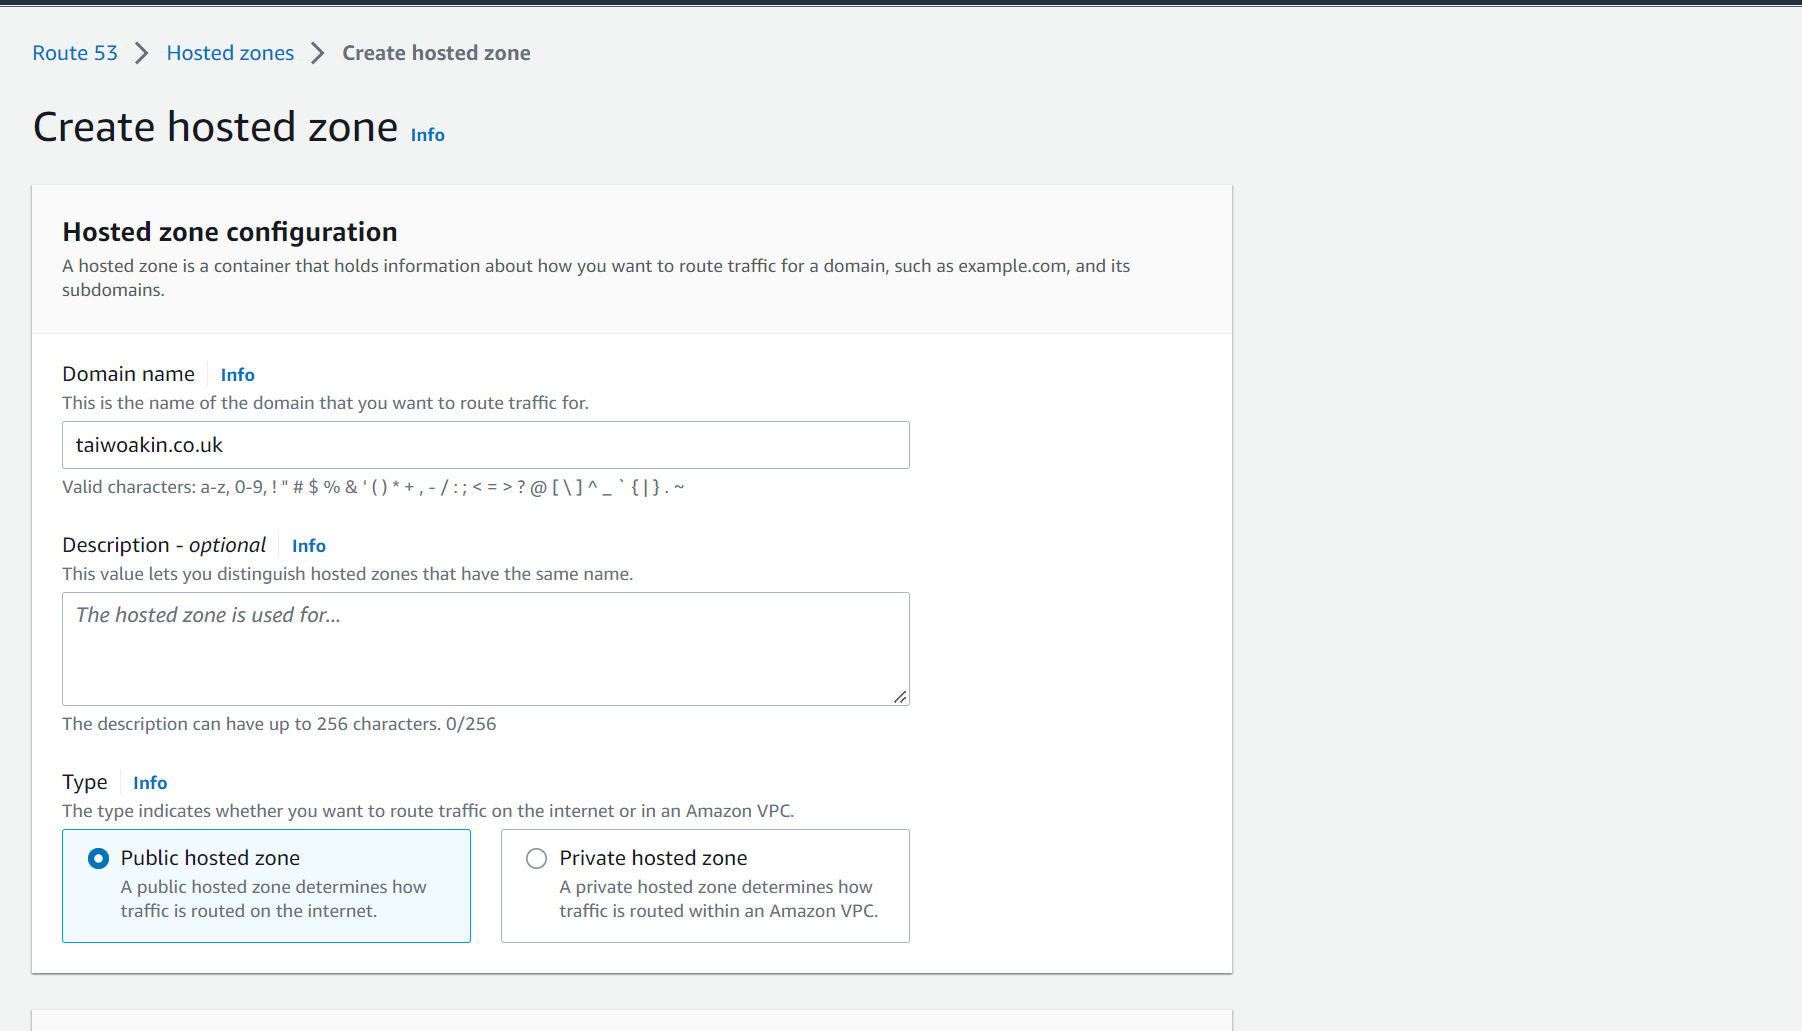 Route 53 > Hosted zones > Create hosted zone
Create hosted zone Info
Hosted zone configuration
A hosted zone is a container that holds information about how you want to route traffic for a domain, such as example.com, and its
subdomains.
Domain name Info
This is the name of the domain that you want to route traffic for.
taiwoakin.co.uk
Valid characters: a-z, 0-9, ! " # $ % & ' ( ) * + , - / : ; < = > ? @ [ \ ] ^ _ ` { | } . ~
Description - optional Info
This value lets you distinguish hosted zones that have the same name.
The hosted zone is used for...
The description can have up to 256 characters. 0/256
Type Info
The type indicates whether you want to route traffic on the internet or in an Amazon VPC.
Public hosted zone
A public hosted zone determines how
traffic is routed on the internet.
Private hosted zone
A private hosted zone determines how
traffic is routed within an Amazon VPC.